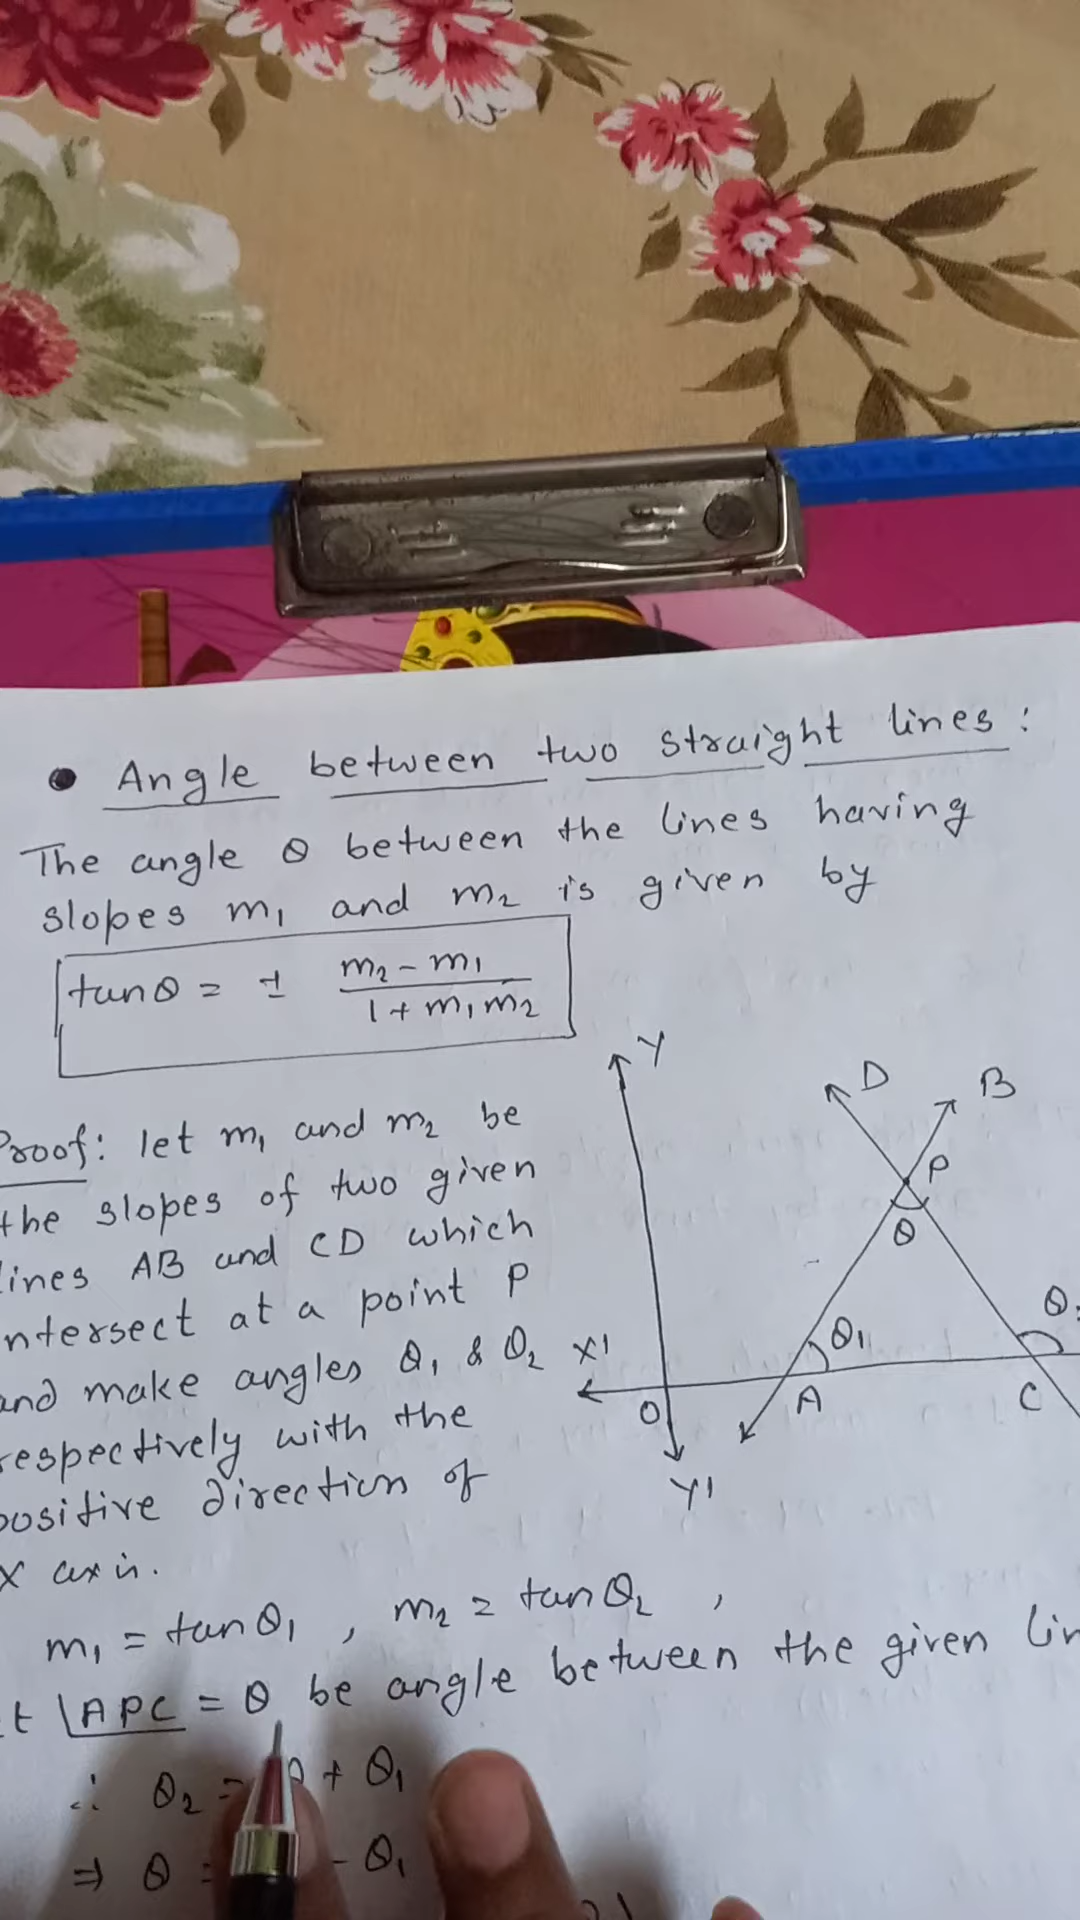 • Angle between two straight lines:
The angle θ between the lines having
slopes m₁ and m₂ is given by
tanθ = ± (m₂ - m₁)/(1 + m₁m₂)
Proof: let m₁ and m₂ be
the slopes of two given
lines AB and CD which
intersect at a point P
and make angles θ₁ & θ₂
respectively with the
positive direction of
X axis.
Y
D
B
P
θ
θ₁
X'
O
A
C
Y'
m₁ = tanθ₁, m₂ = tanθ₂,
∠APC = θ be angle between the given
∴ θ₂ = θ + θ₁
⇒ θ = - θ₁